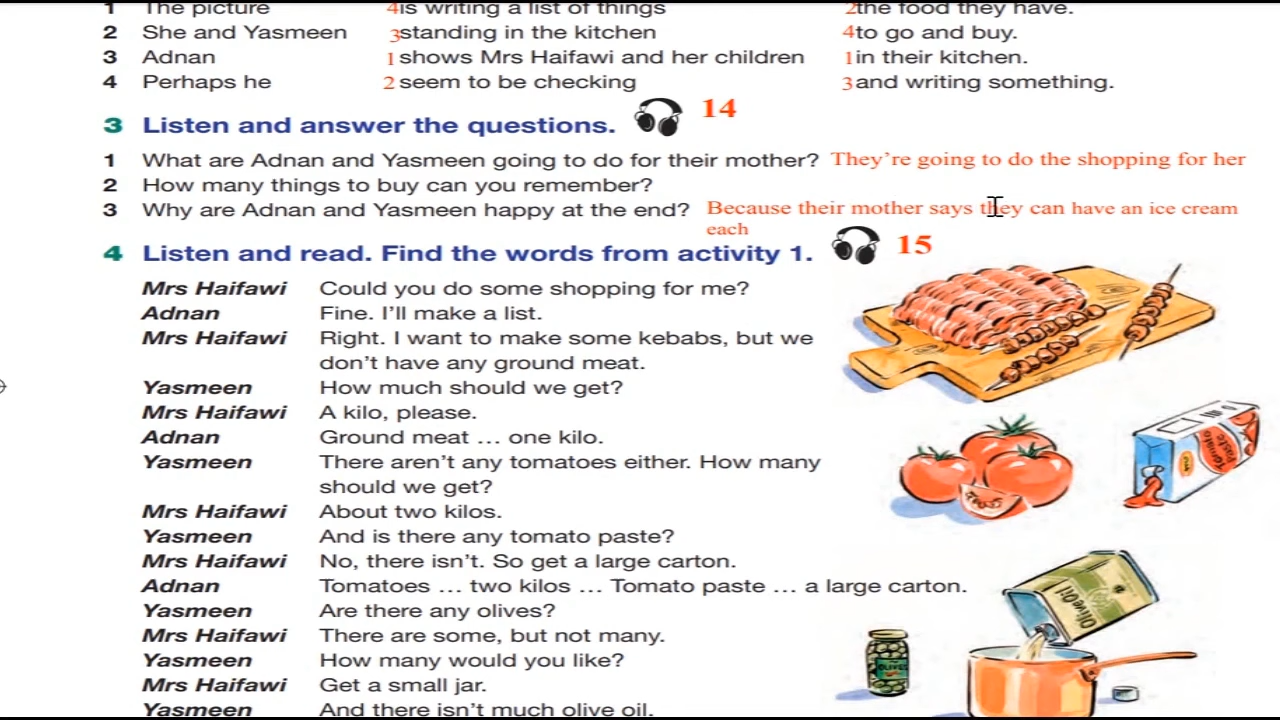 1 The picture 4 is writing a list of things 2 the food they have.
2 She and Yasmeen 3 standing in the kitchen 4 to go and buy.
3 Adnan 1 shows Mrs Haifawi and her children 1 in their kitchen.
4 Perhaps he 2 seem to be checking 3 and writing something.
3 Listen and answer the questions. 14
1 What are Adnan and Yasmeen going to do for their mother? They're going to do the shopping for her
2 How many things to buy can you remember?
3 Why are Adnan and Yasmeen happy at the end? Because their mother says they can have an ice cream
each
4 Listen and read. Find the words from activity 1. 15
Mrs Haifawi Could you do some shopping for me?
Adnan Fine. I'll make a list.
Mrs Haifawi Right. I want to make some kebabs, but we
don't have any ground meat.
Yasmeen How much should we get?
Mrs Haifawi A kilo, please.
Adnan Ground meat … one kilo.
Yasmeen There aren't any tomatoes either. How many
should we get?
Mrs Haifawi About two kilos.
Yasmeen And is there any tomato paste?
Mrs Haifawi No, there isn't. So get a large carton.
Adnan Tomatoes … two kilos … Tomato paste … a large carton.
Yasmeen Are there any olives?
Mrs Haifawi There are some, but not many.
Yasmeen How many would you like?
Mrs Haifawi Get a small jar.
Yasmeen And there isn't much olive oil.
Tomato
Paste
Olive Oil
OLIVES